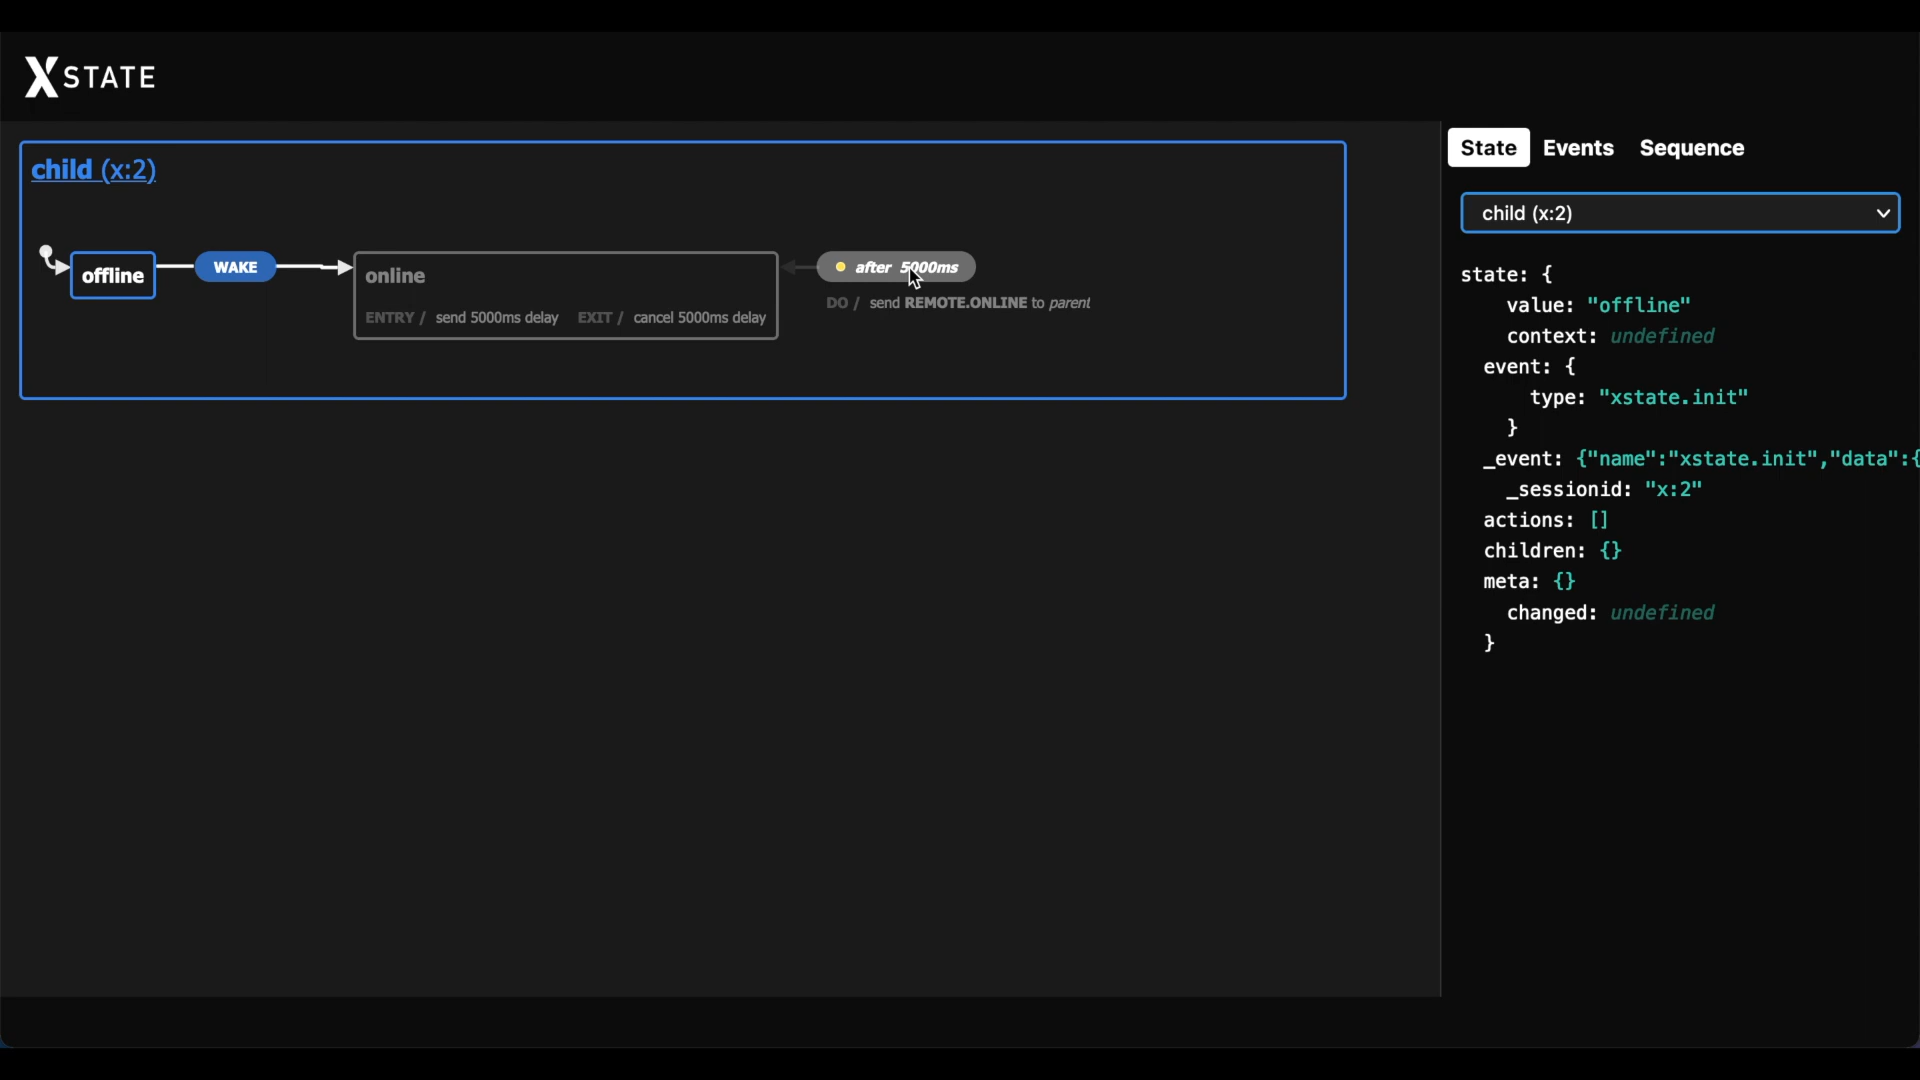 XSTATE
child (x:2)
offline
WAKE
online
ENTRY / send 5000ms delay EXIT / cancel 5000ms delay
after 5000ms
DO / send REMOTE.ONLINE to parent
State Events Sequence
child (x:2)
state: {
value: "offline"
context: undefined
event: {
type: "xstate.init"
}
_event: {"name":"xstate.init","data":{
_sessionid: "x:2"
actions: []
children: {}
meta: {}
changed: undefined
}